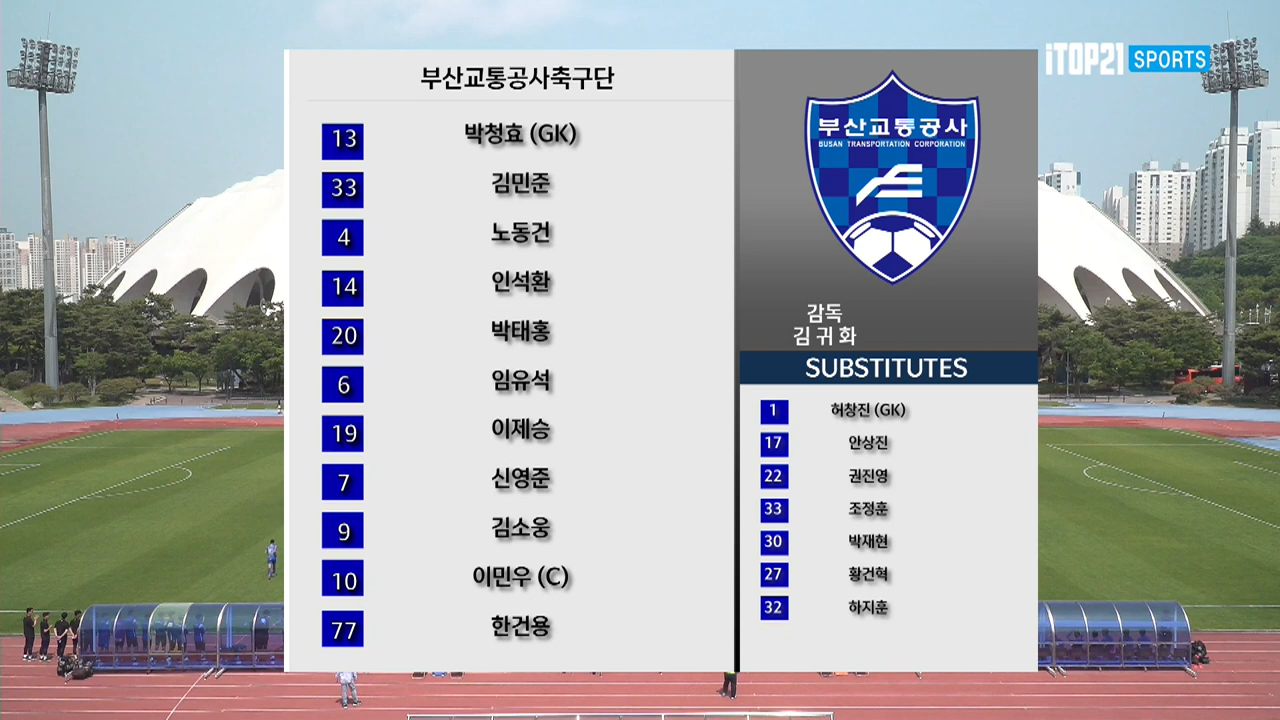 부산교통공사축구단
13 박청효 (GK)
33 김민준
4 노동건
14 인석환
20 박태홍
6 임유석
19 이제승
7 신영준
9 김소웅
10 이민우 (C)
77 한건용
iTOP21 SPORTS
부산교통공사
BUSAN TRANSPORTATION CORPORATION
감독
김귀화
SUBSTITUTES
1 허창진 (GK)
17 안상진
22 권진영
33 조정훈
30 박재현
27 황건혁
32 하지훈